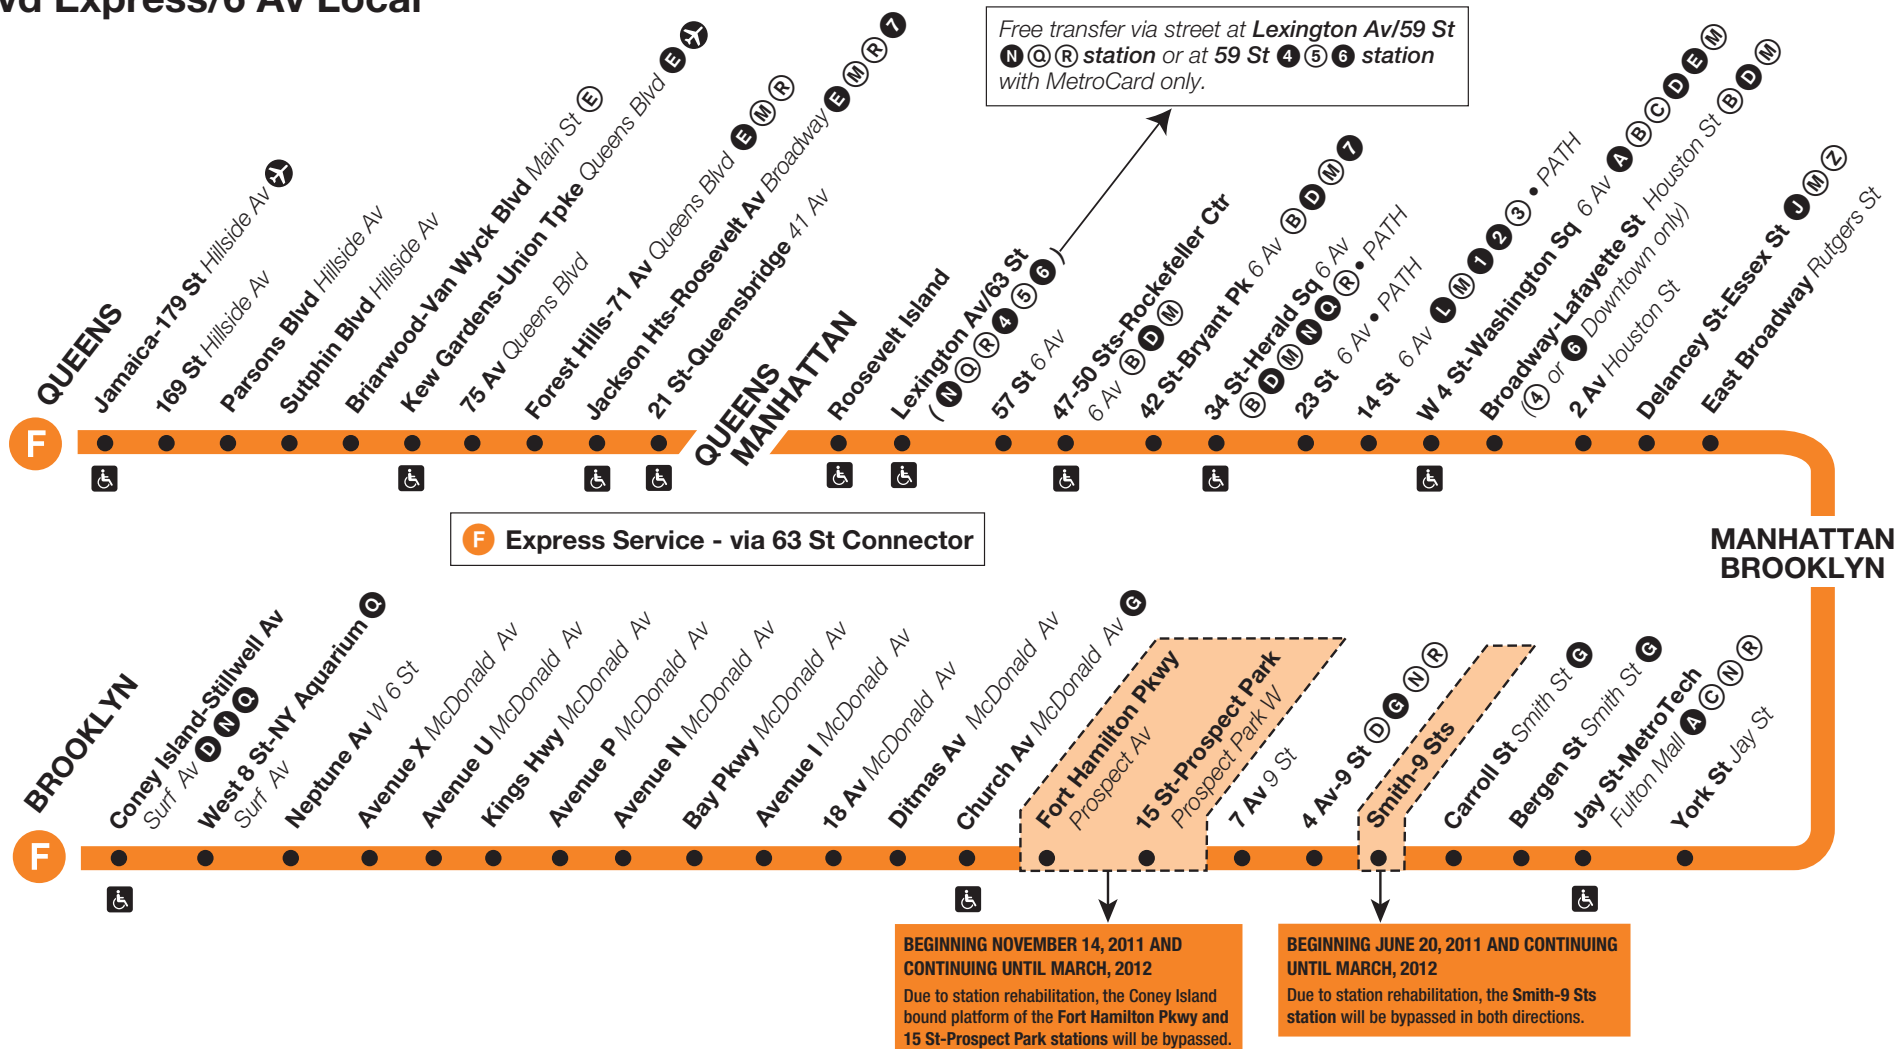 vd Express/6 Av Local
Free transfer via street at Lexington Av/59 St
N Q R station or at 59 St 4 5 6 station
with MetroCard only.
F
QUEENS
Jamaica-179 St Hillside Av
169 St Hillside Av
Parsons Blvd Hillside Av
Sutphin Blvd Hillside Av
Briarwood-Van Wyck Blvd Main St E
Kew Gardens-Union Tpke Queens Blvd E
75 Av Queens Blvd
Forest Hills-71 Av Queens Blvd E M R
Jackson Hts-Roosevelt Av Broadway E M R 7
21 St-Queensbridge 41 Av
QUEENS
MANHATTAN
Roosevelt Island
Lexington Av/63 St
(N Q R 4 5 6)
57 St 6 Av
47-50 Sts-Rockefeller Ctr
6 Av B D M
42 St-Bryant Pk 6 Av B D M 7
34 St-Herald Sq 6 Av
B D M N Q R • PATH
23 St 6 Av • PATH
14 St 6 Av L M 1 2 3 • PATH
W 4 St-Washington Sq 6 Av A B C D E M
Broadway-Lafayette St Houston St B D M
(4 or 6 Downtown only)
2 Av Houston St
Delancey St-Essex St J M Z
East Broadway Rutgers St
F Express Service - via 63 St Connector
MANHATTAN
BROOKLYN
F
BROOKLYN
Coney Island-Stillwell Av
Surf Av D N Q
West 8 St-NY Aquarium Q
Surf Av
Neptune Av W 6 St
Avenue X McDonald Av
Avenue U McDonald Av
Kings Hwy McDonald Av
Avenue P McDonald Av
Avenue N McDonald Av
Bay Pkwy McDonald Av
Avenue I McDonald Av
18 Av McDonald Av
Ditmas Av McDonald Av
Church Av McDonald Av G
Fort Hamilton Pkwy
Prospect Av
15 St-Prospect Park
Prospect Park W
7 Av 9 St
4 Av-9 St D G N R
Smith-9 Sts
Carroll St Smith St G
Bergen St Smith St G
Jay St-MetroTech
Fulton Mall A C N R
York St Jay St
BEGINNING NOVEMBER 14, 2011 AND
CONTINUING UNTIL MARCH, 2012
Due to station rehabilitation, the Coney Island
bound platform of the Fort Hamilton Pkwy and
15 St-Prospect Park stations will be bypassed.
BEGINNING JUNE 20, 2011 AND CONTINUING
UNTIL MARCH, 2012
Due to station rehabilitation, the Smith-9 Sts
station will be bypassed in both directions.